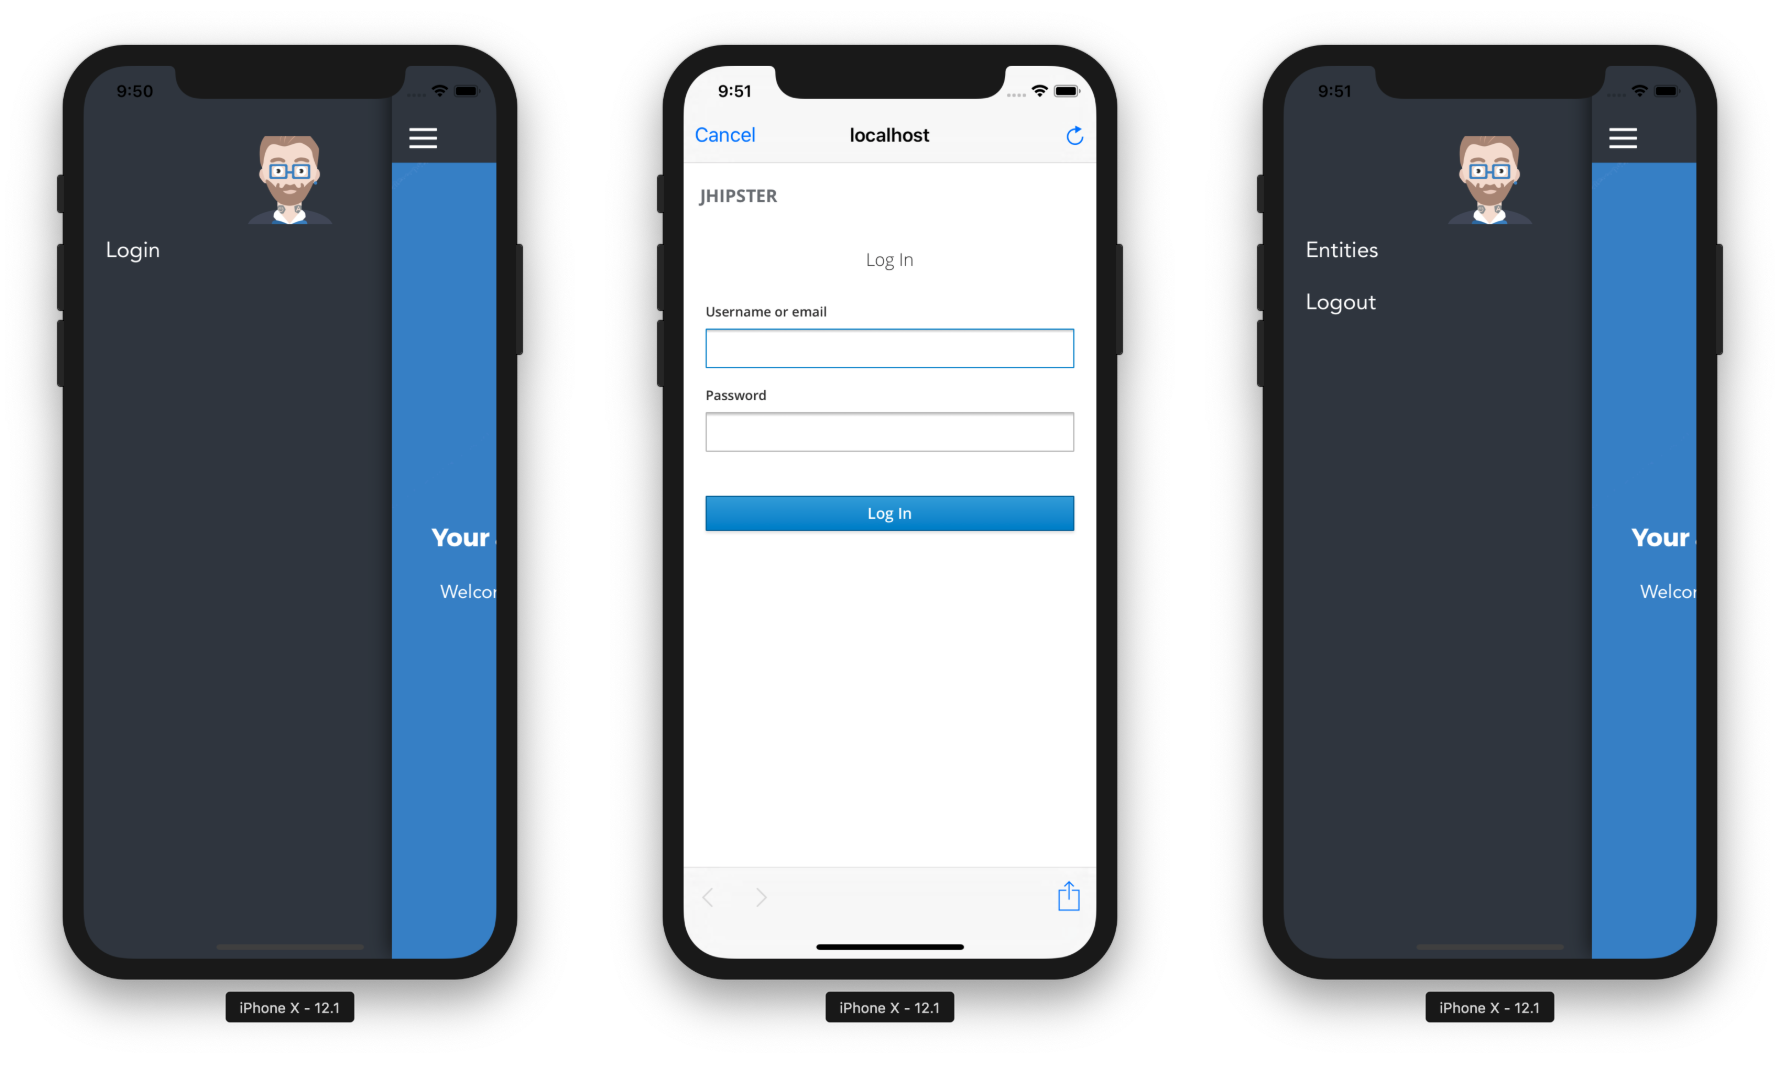 9:50
Login
Your
Welcor
iPhone X - 12.1
9:51
Cancel
localhost
JHIPSTER
Log In
Username or email
Password
Log In
iPhone X - 12.1
9:51
Entities
Logout
Your
Welcor
iPhone X - 12.1